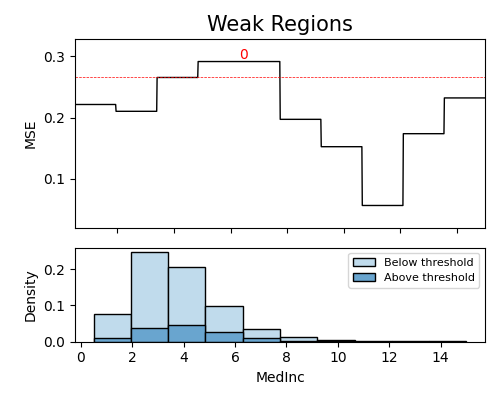 Weak Regions
0
0.3
0.2
0.1
MSE
Below threshold
Above threshold
0.2
0.1
0.0
Density
0 2 4 6 8 10 12 14
MedInc